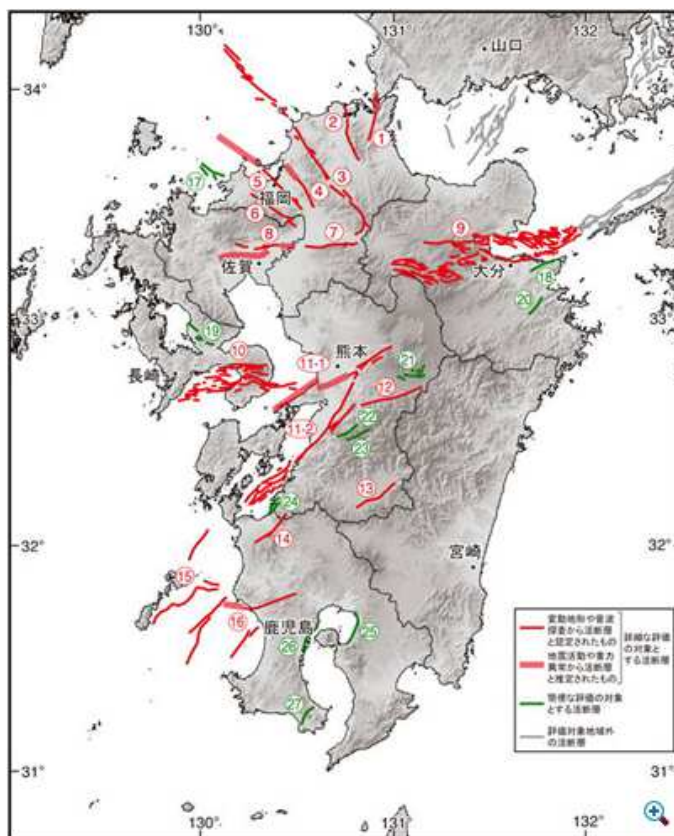 130°
131°
132°
山口
34°
34°
②
①
⑰
⑤
③
④
福岡
⑥
⑧
⑦
⑨
佐賀
大分
⑱
⑳
33°
33°
⑲
⑩
熊本
㉑
長崎
11-1
⑫
㉒
11-2
㉓
⑬
㉔
⑭
32°
32°
宮崎
⑮
⑯
鹿児島
㉕
㉖
㉗
変動地形や音波
探査から活断層
と認定されたもの
地震活動や重力
異常から活断層
と推定されたもの
詳細な評価
の対象と
する活断層
簡便な評価の対象
とする活断層
評価対象地域外
の活断層
31°
31°
130°
131°
132°